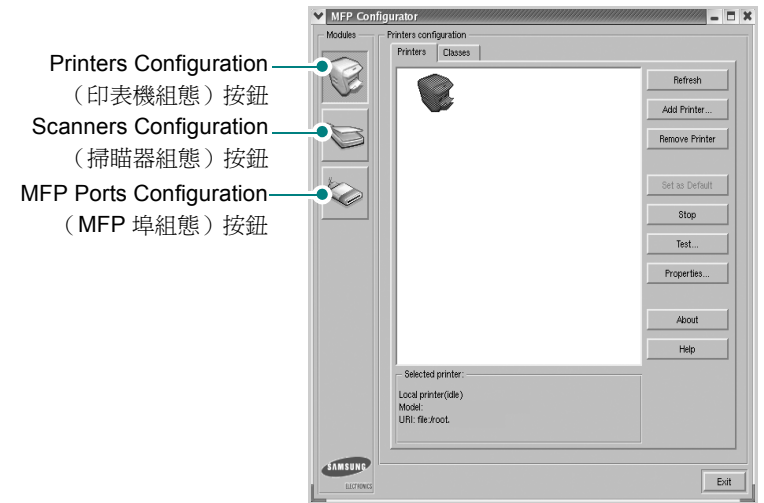 Printers Configuration
（印表機組態）按鈕
Scanners Configuration
（掃瞄器組態）按鈕
MFP Ports Configuration
（MFP 埠組態）按鈕
MFP Configurator
Modules
Printers configuration
Printers
Classes
Refresh
Add Printer...
Remove Printer
Set as Default
Stop
Test...
Properties...
About
Help
Selected printer:
Local printer(idle)
Model:
URI: file:/root.
SAMSUNG
ELECTRONICS
Exit